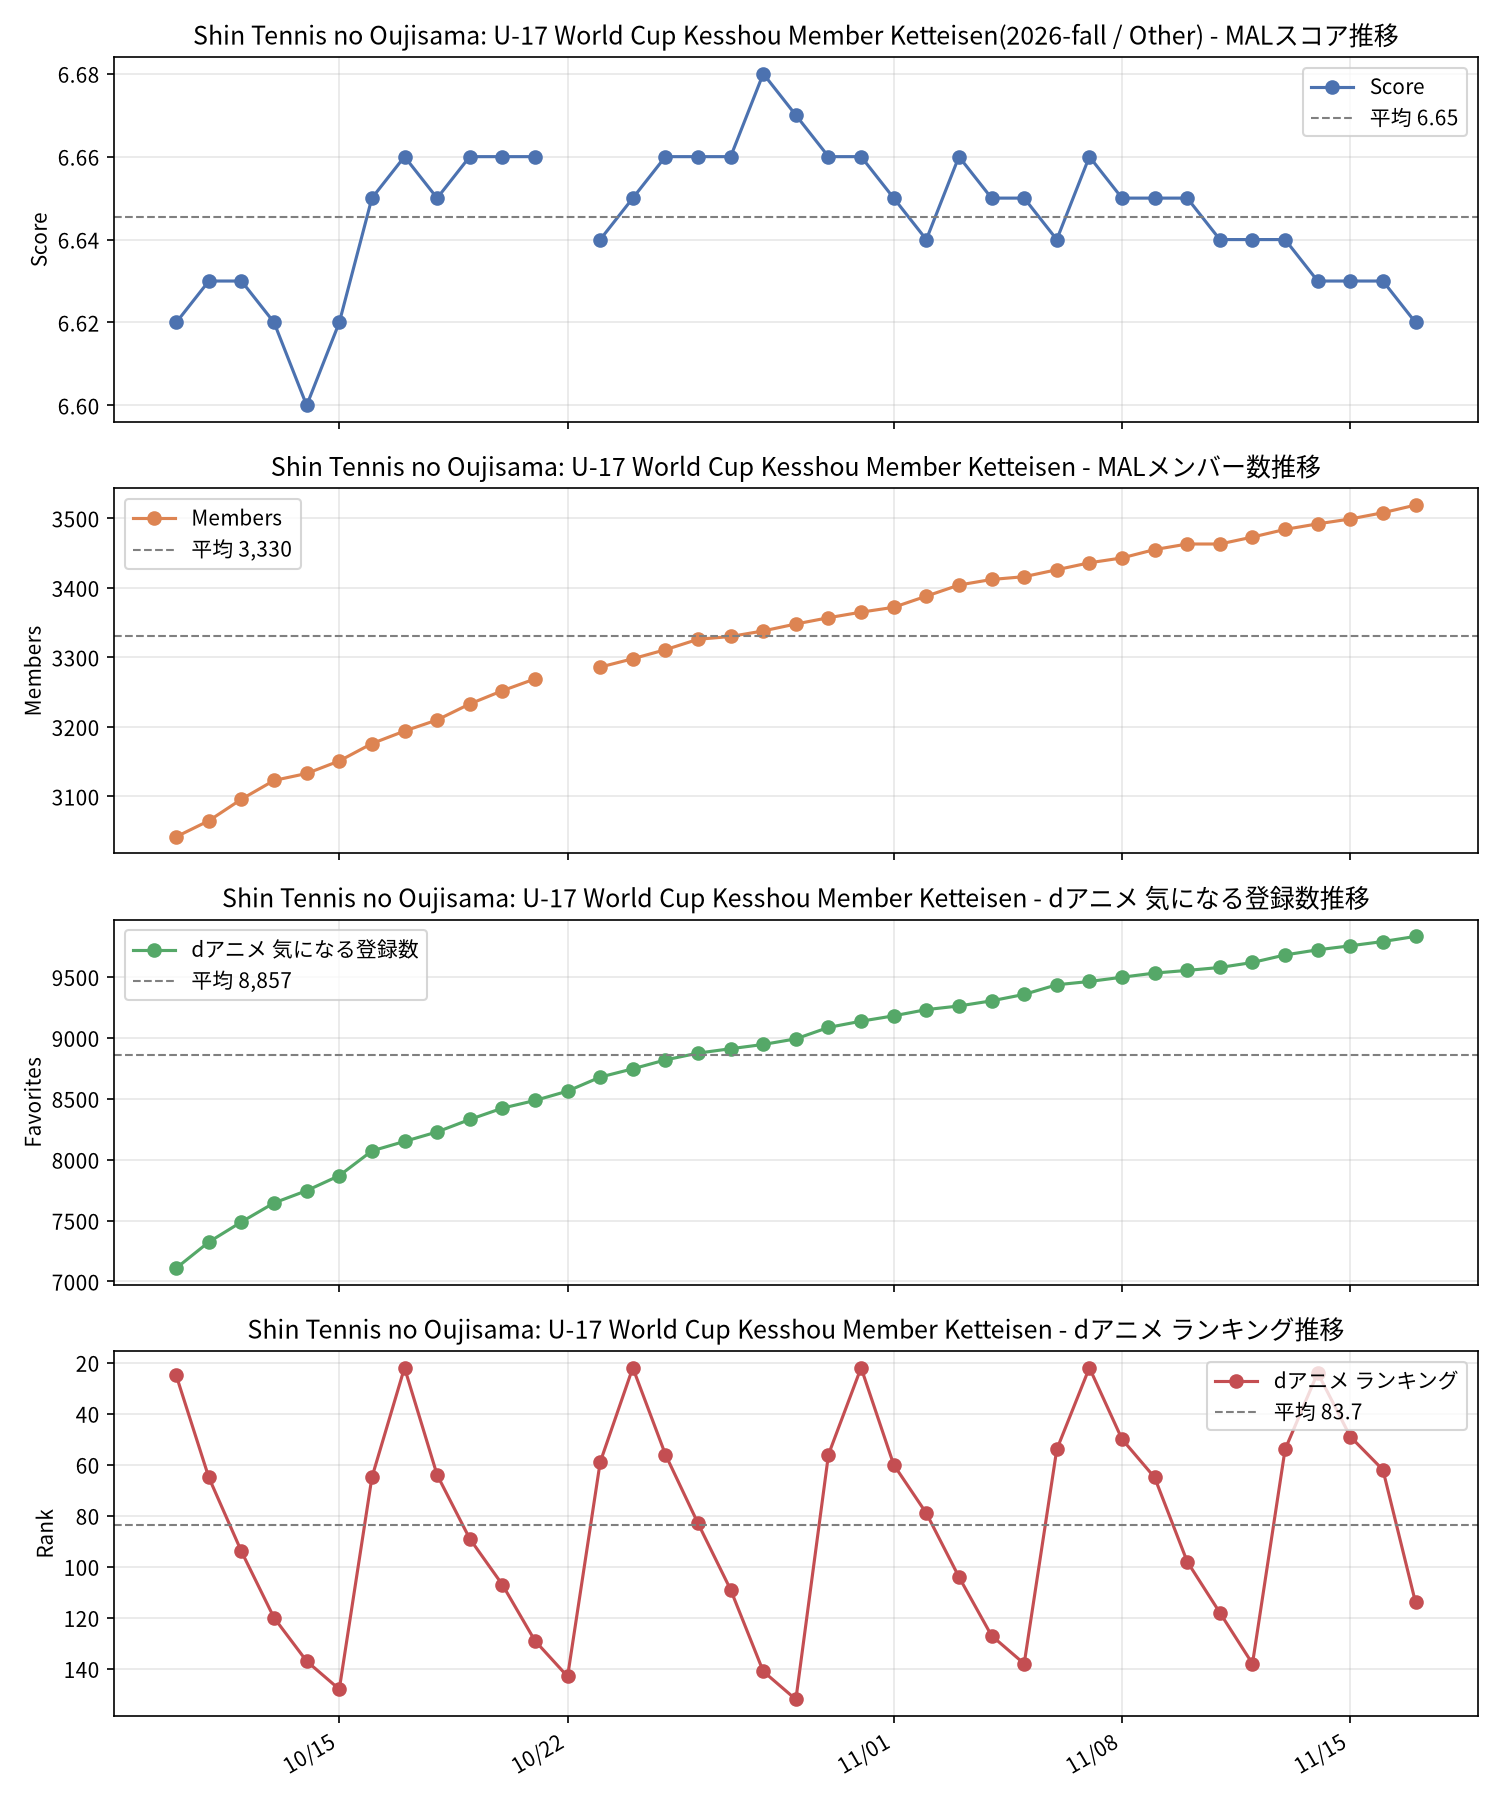 Shin Tennis no Oujisama: U-17 World Cup Kesshou Member Ketteisen(2026-fall / Other) - MALスコア推移
6.68
6.66
6.64
6.62
6.60
Score
Score
平均 6.65
Shin Tennis no Oujisama: U-17 World Cup Kesshou Member Ketteisen - MALメンバー数推移
3500
3400
3300
3200
3100
Members
Members
平均 3,330
Shin Tennis no Oujisama: U-17 World Cup Kesshou Member Ketteisen - dアニメ 気になる登録数推移
9500
9000
8500
8000
7500
7000
Favorites
dアニメ 気になる登録数
平均 8,857
Shin Tennis no Oujisama: U-17 World Cup Kesshou Member Ketteisen - dアニメ ランキング推移
20
40
60
80
100
120
140
Rank
dアニメ ランキング
平均 83.7
10/15
10/22
11/01
11/08
11/15